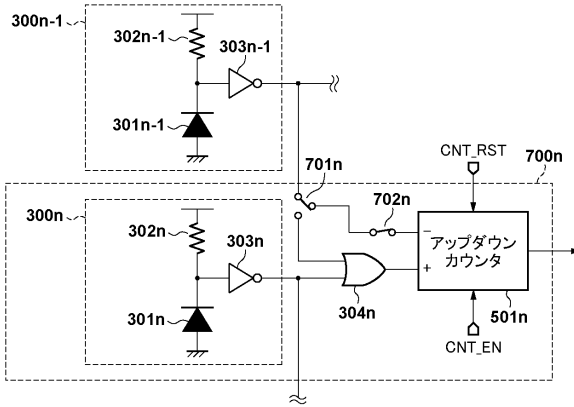 300n-1
302n-1
303n-1
301n-1
701n
CNT_RST
700n
300n
302n
303n
702n
−
アップダウン
カウンタ
+
304n
301n
501n
CNT_EN